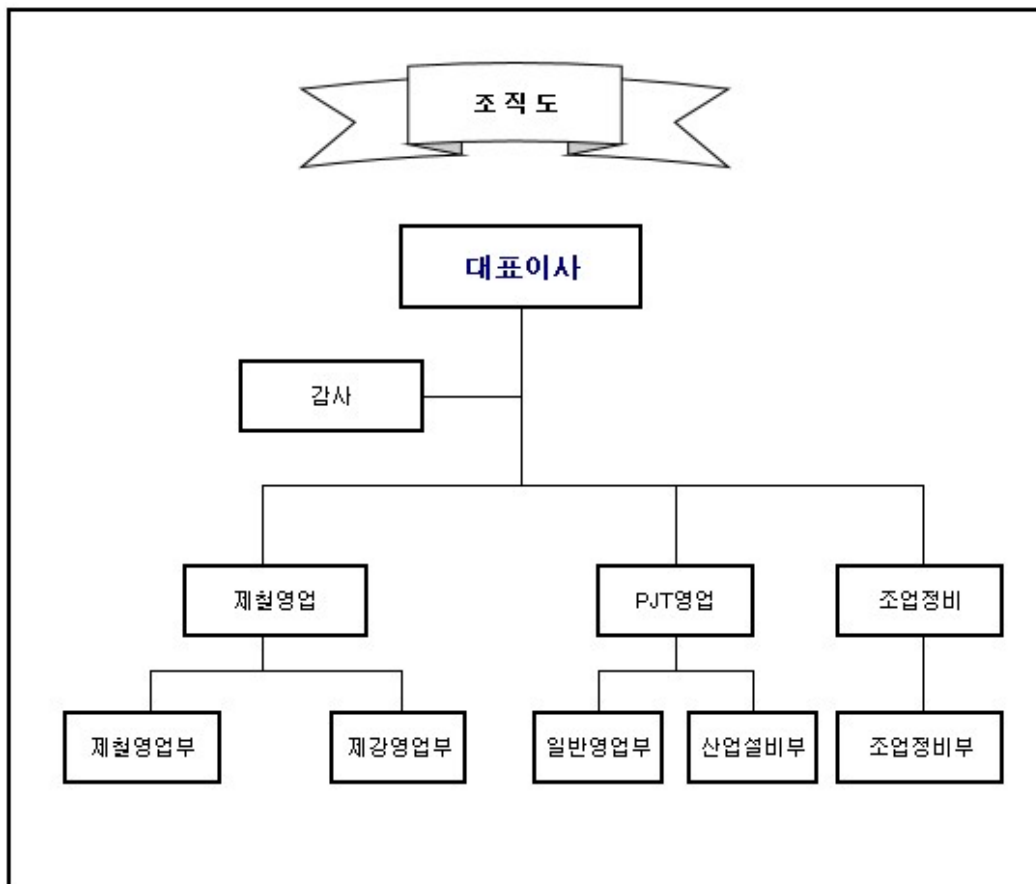 조 직 도
대표이사
감사
제철영업
PJT영업
조업정비
제철영업부
제강영업부
일반영업부
산업설비부
조업정비부